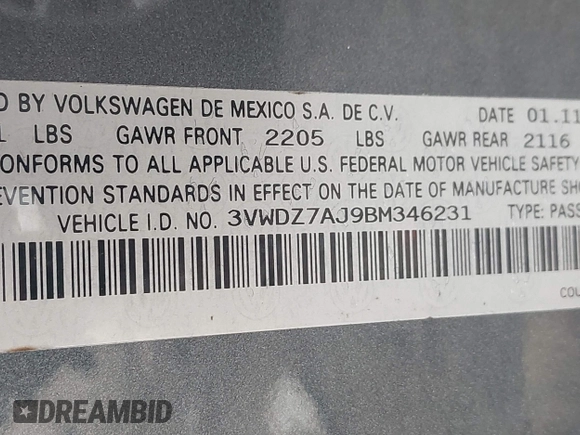 D BY VOLKSWAGEN DE MEXICO S.A. DE C.V. DATE 01.11
LBS GAWR FRONT 2205 LBS GAWR REAR 2116
ONFORMS TO ALL APPLICABLE U.S. FEDERAL MOTOR VEHICLE SAFETY
EVENTION STANDARDS IN EFFECT ON THE DATE OF MANUFACTURE SH
VEHICLE I.D. NO. 3VWDZ7AJ9BM346231 TYPE: PASS
COU
DREAMBID